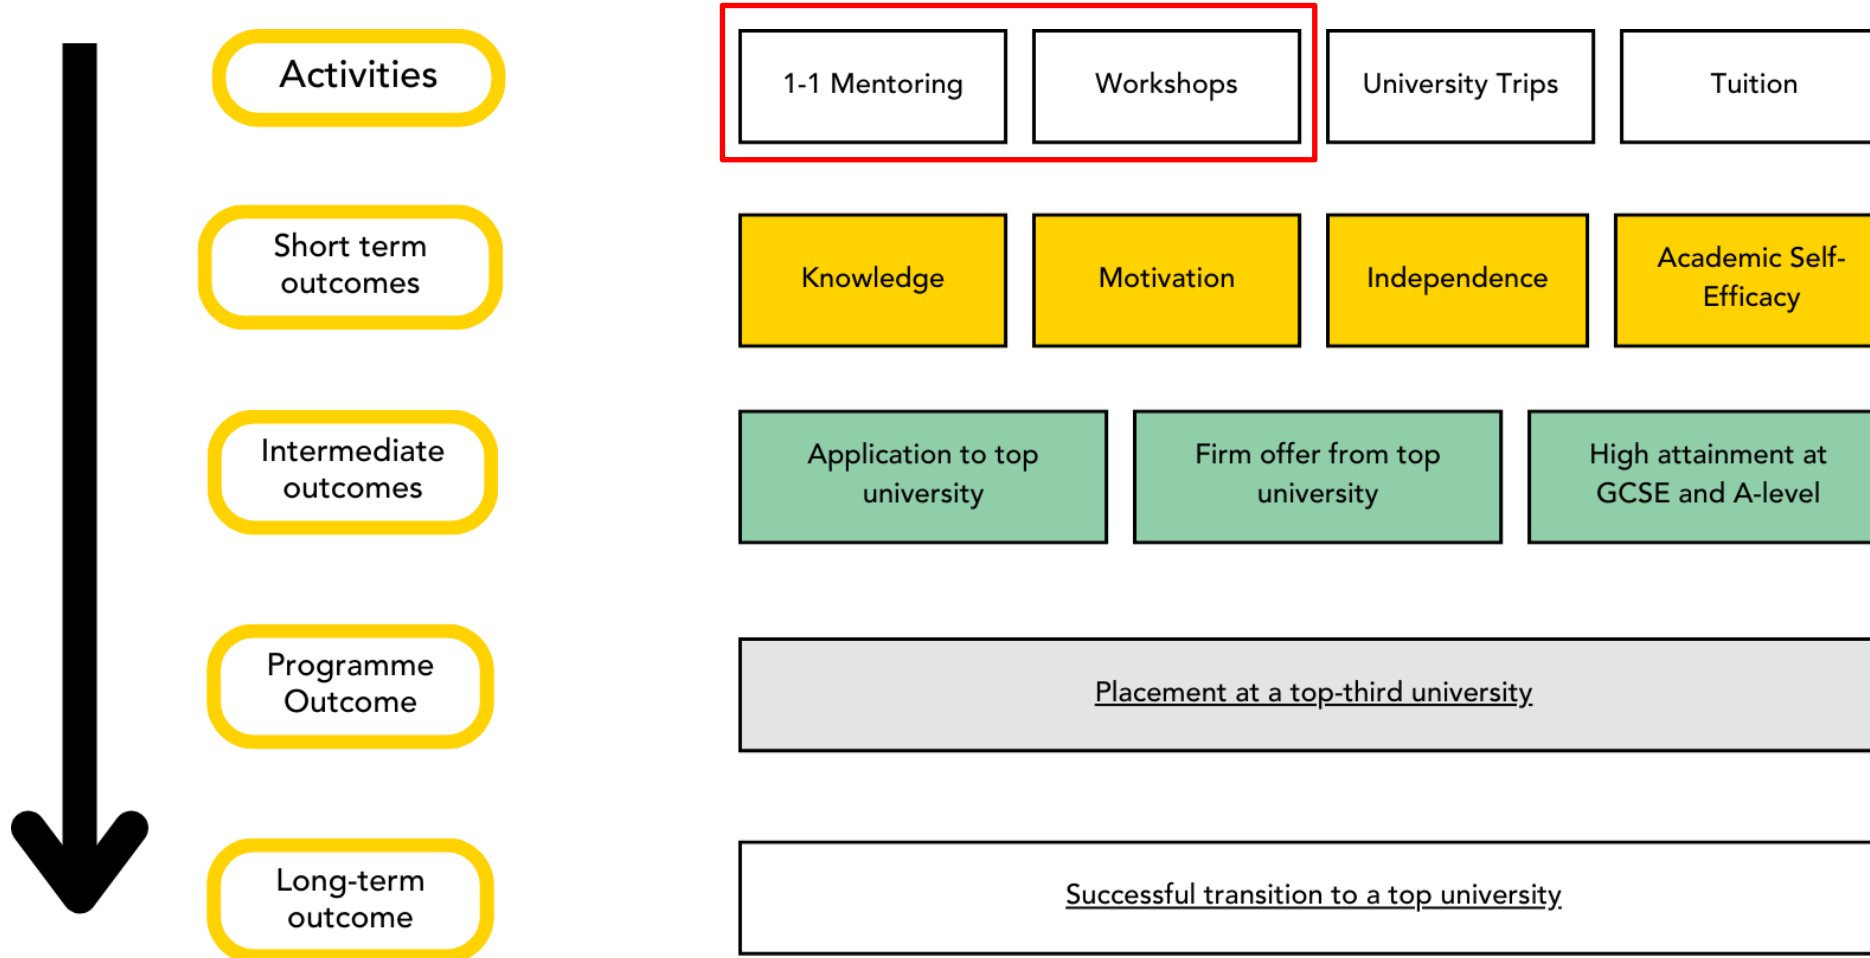 Activities
1-1 Mentoring
Workshops
University Trips
Tuition
Short term
outcomes
Knowledge
Motivation
Independence
Academic Self-
Efficacy
Intermediate
outcomes
Application to top
university
Firm offer from top
university
High attainment at
GCSE and A-level
Programme
Outcome
Placement at a top-third university
Long-term
outcome
Successful transition to a top university